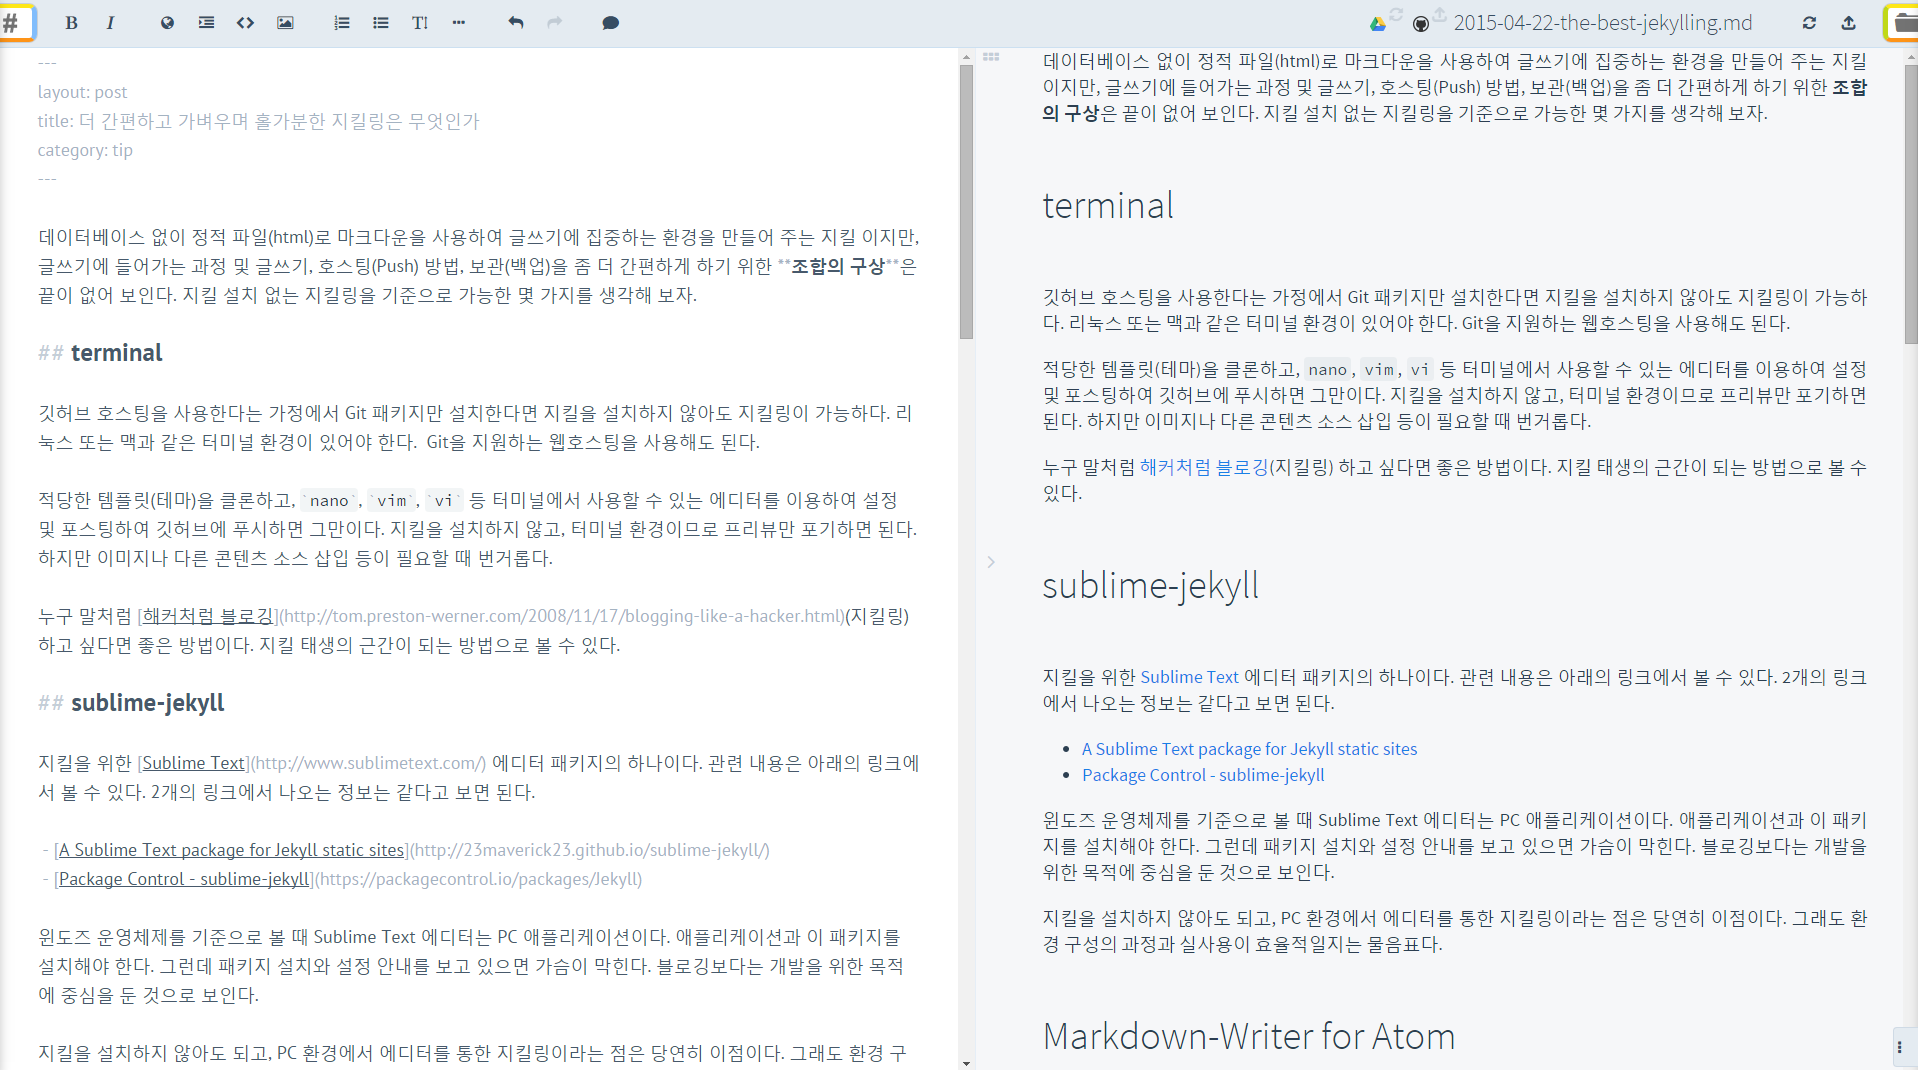 # B I T! 2015-04-22-the-best-jekylling.md
---
layout: post
title: 더 간편하고 가벼우며 홀가분한 지킬링은 무엇인가
category: tip
---
데이터베이스 없이 정적 파일(html)로 마크다운을 사용하여 글쓰기에 집중하는 환경을 만들어 주는 지킬 이지만,
글쓰기에 들어가는 과정 및 글쓰기, 호스팅(Push) 방법, 보관(백업)을 좀 더 간편하게 하기 위한 **조합의 구상**은
끝이 없어 보인다. 지킬 설치 없는 지킬링을 기준으로 가능한 몇 가지를 생각해 보자.
## terminal
깃허브 호스팅을 사용한다는 가정에서 Git 패키지만 설치한다면 지킬을 설치하지 않아도 지킬링이 가능하다. 리
눅스 또는 맥과 같은 터미널 환경이 있어야 한다.  Git을 지원하는 웹호스팅을 사용해도 된다.
적당한 템플릿(테마)을 클론하고, `nano`, `vim`, `vi` 등 터미널에서 사용할 수 있는 에디터를 이용하여 설정
및 포스팅하여 깃허브에 푸시하면 그만이다. 지킬을 설치하지 않고, 터미널 환경이므로 프리뷰만 포기하면 된다.
하지만 이미지나 다른 콘텐츠 소스 삽입 등이 필요할 때 번거롭다.
누구 말처럼 [해커처럼 블로깅](http://tom.preston-werner.com/2008/11/17/blogging-like-a-hacker.html)(지킬링)
하고 싶다면 좋은 방법이다. 지킬 태생의 근간이 되는 방법으로 볼 수 있다.
## sublime-jekyll
지킬을 위한 [Sublime Text](http://www.sublimetext.com/) 에디터 패키지의 하나이다. 관련 내용은 아래의 링크에
서 볼 수 있다. 2개의 링크에서 나오는 정보는 같다고 보면 된다.
- [A Sublime Text package for Jekyll static sites](http://23maverick23.github.io/sublime-jekyll/)
- [Package Control - sublime-jekyll](https://packagecontrol.io/packages/Jekyll)
윈도즈 운영체제를 기준으로 볼 때 Sublime Text 에디터는 PC 애플리케이션이다. 애플리케이션과 이 패키지를
설치해야 한다. 그런데 패키지 설치와 설정 안내를 보고 있으면 가슴이 막힌다. 블로깅보다는 개발을 위한 목적
에 중심을 둔 것으로 보인다.
지킬을 설치하지 않아도 되고, PC 환경에서 에디터를 통한 지킬링이라는 점은 당연히 이점이다. 그래도 환경 구
데이터베이스 없이 정적 파일(html)로 마크다운을 사용하여 글쓰기에 집중하는 환경을 만들어 주는 지킬
이지만, 글쓰기에 들어가는 과정 및 글쓰기, 호스팅(Push) 방법, 보관(백업)을 좀 더 간편하게 하기 위한 조합
의 구상은 끝이 없어 보인다. 지킬 설치 없는 지킬링을 기준으로 가능한 몇 가지를 생각해 보자.
terminal
깃허브 호스팅을 사용한다는 가정에서 Git 패키지만 설치한다면 지킬을 설치하지 않아도 지킬링이 가능하
다. 리눅스 또는 맥과 같은 터미널 환경이 있어야 한다. Git을 지원하는 웹호스팅을 사용해도 된다.
적당한 템플릿(테마)을 클론하고, nano, vim, vi 등 터미널에서 사용할 수 있는 에디터를 이용하여 설정
및 포스팅하여 깃허브에 푸시하면 그만이다. 지킬을 설치하지 않고, 터미널 환경이므로 프리뷰만 포기하면
된다. 하지만 이미지나 다른 콘텐츠 소스 삽입 등이 필요할 때 번거롭다.
누구 말처럼 해커처럼 블로깅(지킬링) 하고 싶다면 좋은 방법이다. 지킬 태생의 근간이 되는 방법으로 볼 수
있다.
sublime-jekyll
지킬을 위한 Sublime Text 에디터 패키지의 하나이다. 관련 내용은 아래의 링크에서 볼 수 있다. 2개의 링크
에서 나오는 정보는 같다고 보면 된다.
• A Sublime Text package for Jekyll static sites
• Package Control - sublime-jekyll
윈도즈 운영체제를 기준으로 볼 때 Sublime Text 에디터는 PC 애플리케이션이다. 애플리케이션과 이 패키
지를 설치해야 한다. 그런데 패키지 설치와 설정 안내를 보고 있으면 가슴이 막힌다. 블로깅보다는 개발을
위한 목적에 중심을 둔 것으로 보인다.
지킬을 설치하지 않아도 되고, PC 환경에서 에디터를 통한 지킬링이라는 점은 당연히 이점이다. 그래도 환
경 구성의 과정과 실사용이 효율적일지는 물음표다.
Markdown-Writer for Atom